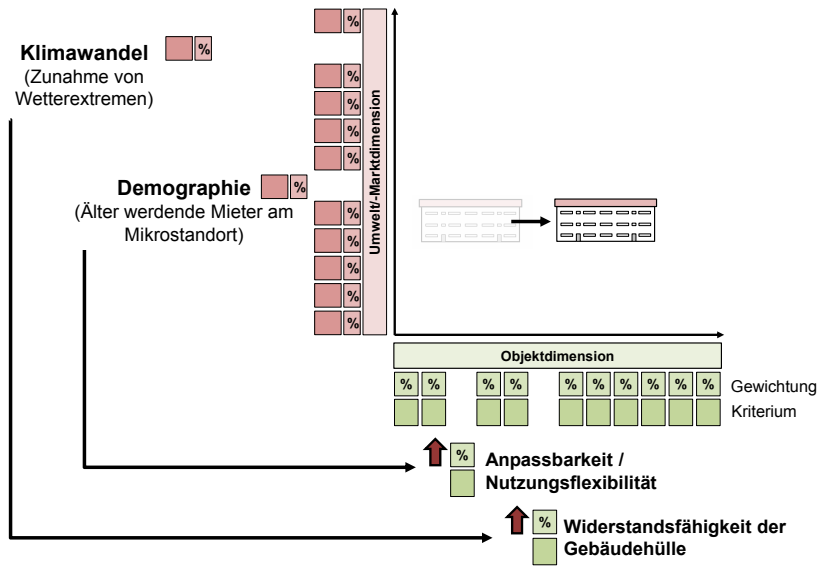 Klimawandel
%
(Zunahme von
Wetterextremen)
Demographie
%
(Älter werdende Mieter am
Mikrostandort)
%
%
%
%
%
%
%
%
%
%
Umwelt/-Marktdimension
Objektdimension
% % % % % % % % % % Gewichtung
Kriterium
% Anpassbarkeit /
Nutzungsflexibilität
% Widerstandsfähigkeit der
Gebäudehülle